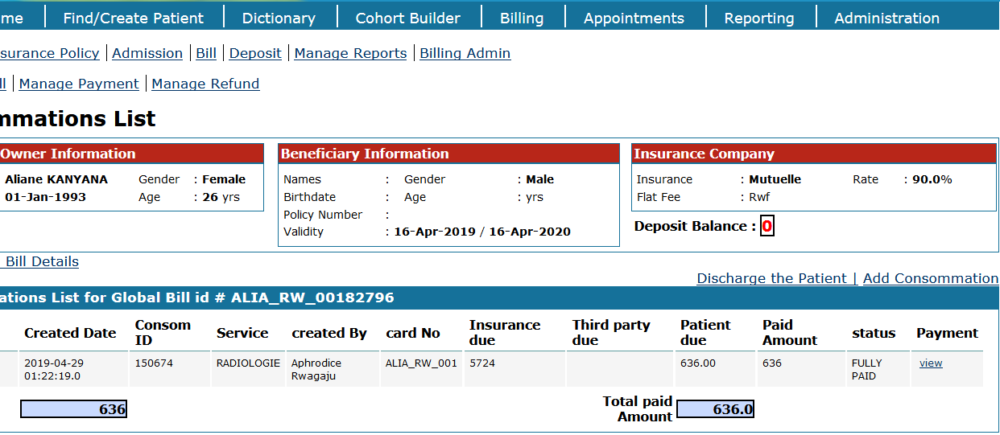 me Find/Create Patient Dictionary Cohort Builder Billing Appointments Reporting Administration
surance Policy Admission Bill Deposit Manage Reports Billing Admin
ll Manage Payment Manage Refund
mmations List
Owner Information
Aliane KANYANA Gender : Female
01-Jan-1993 Age : 26 yrs
Beneficiary Information
Names : Gender : Male
Birthdate : Age : yrs
Policy Number :
Validity : 16-Apr-2019 / 16-Apr-2020
Insurance Company
Insurance : Mutuelle Rate : 90.0%
Flat Fee : Rwf
Deposit Balance : 0
Bill Details
Discharge the Patient | Add Consommation
ations List for Global Bill id # ALIA_RW_00182796
Created Date Consom ID Service created By card No Insurance due Third party due Patient due Paid Amount status Payment
2019-04-29 01:22:19.0 150674 RADIOLOGIE Aphrodice Rwagaju ALIA_RW_001 5724 636.00 636 FULLY PAID view
636 Total paid Amount 636.0